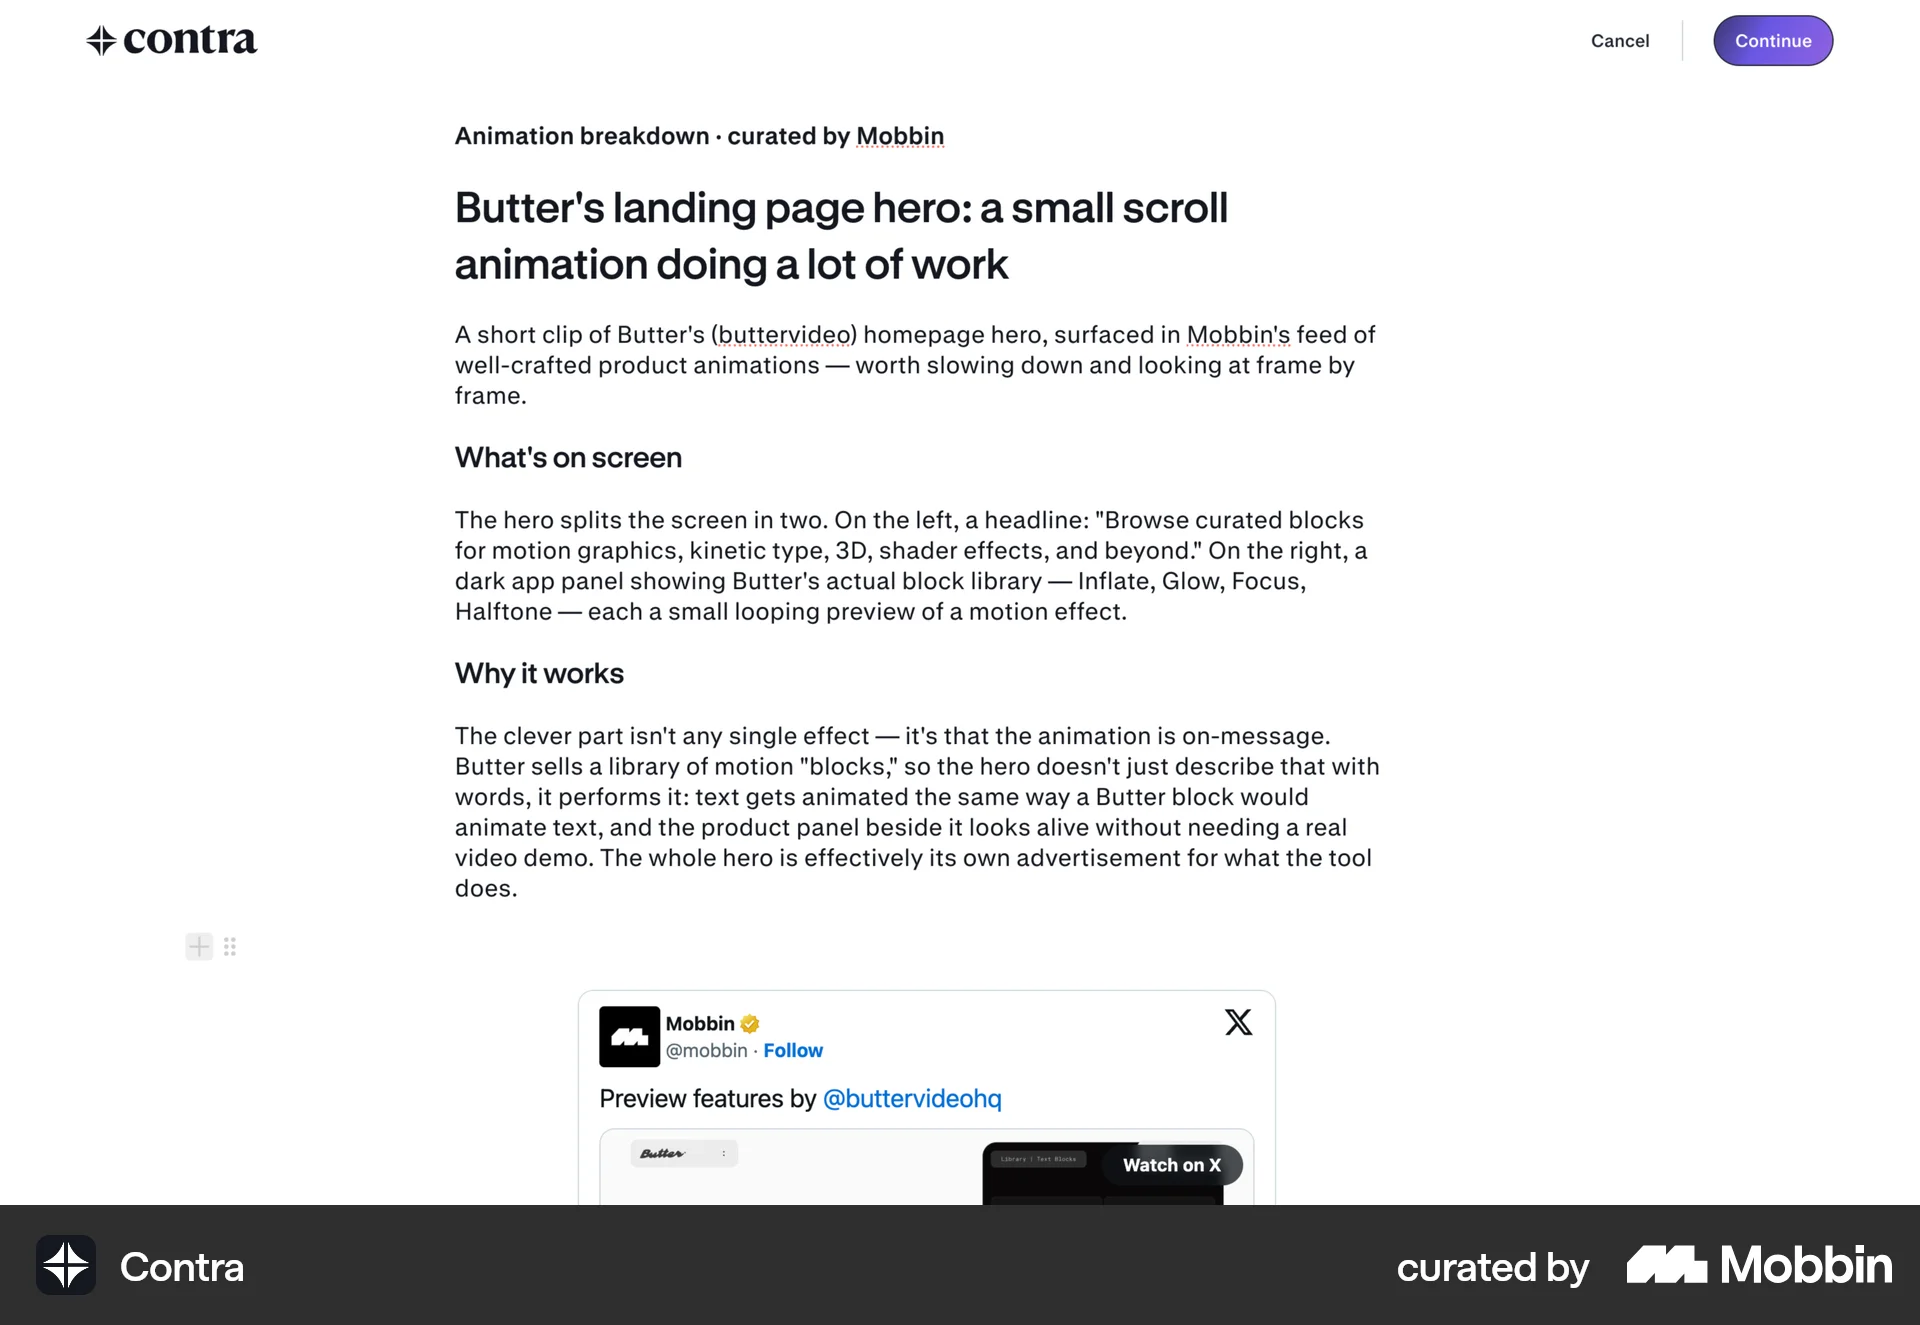 contra
Cancel
Continue
Animation breakdown · curated by Mobbin
Butter's landing page hero: a small scroll
animation doing a lot of work
A short clip of Butter's (buttervideo) homepage hero, surfaced in Mobbin's feed of
well-crafted product animations — worth slowing down and looking at frame by
frame.
What's on screen
The hero splits the screen in two. On the left, a headline: "Browse curated blocks
for motion graphics, kinetic type, 3D, shader effects, and beyond." On the right, a
dark app panel showing Butter's actual block library — Inflate, Glow, Focus,
Halftone — each a small looping preview of a motion effect.
Why it works
The clever part isn't any single effect — it's that the animation is on-message.
Butter sells a library of motion "blocks," so the hero doesn't just describe that with
words, it performs it: text gets animated the same way a Butter block would
animate text, and the product panel beside it looks alive without needing a real
video demo. The whole hero is effectively its own advertisement for what the tool
does.
Mobbin
@mobbin · Follow
Preview features by @buttervideohq
Butter
Library | Text Blocks
Watch on X
Contra
curated by Mobbin